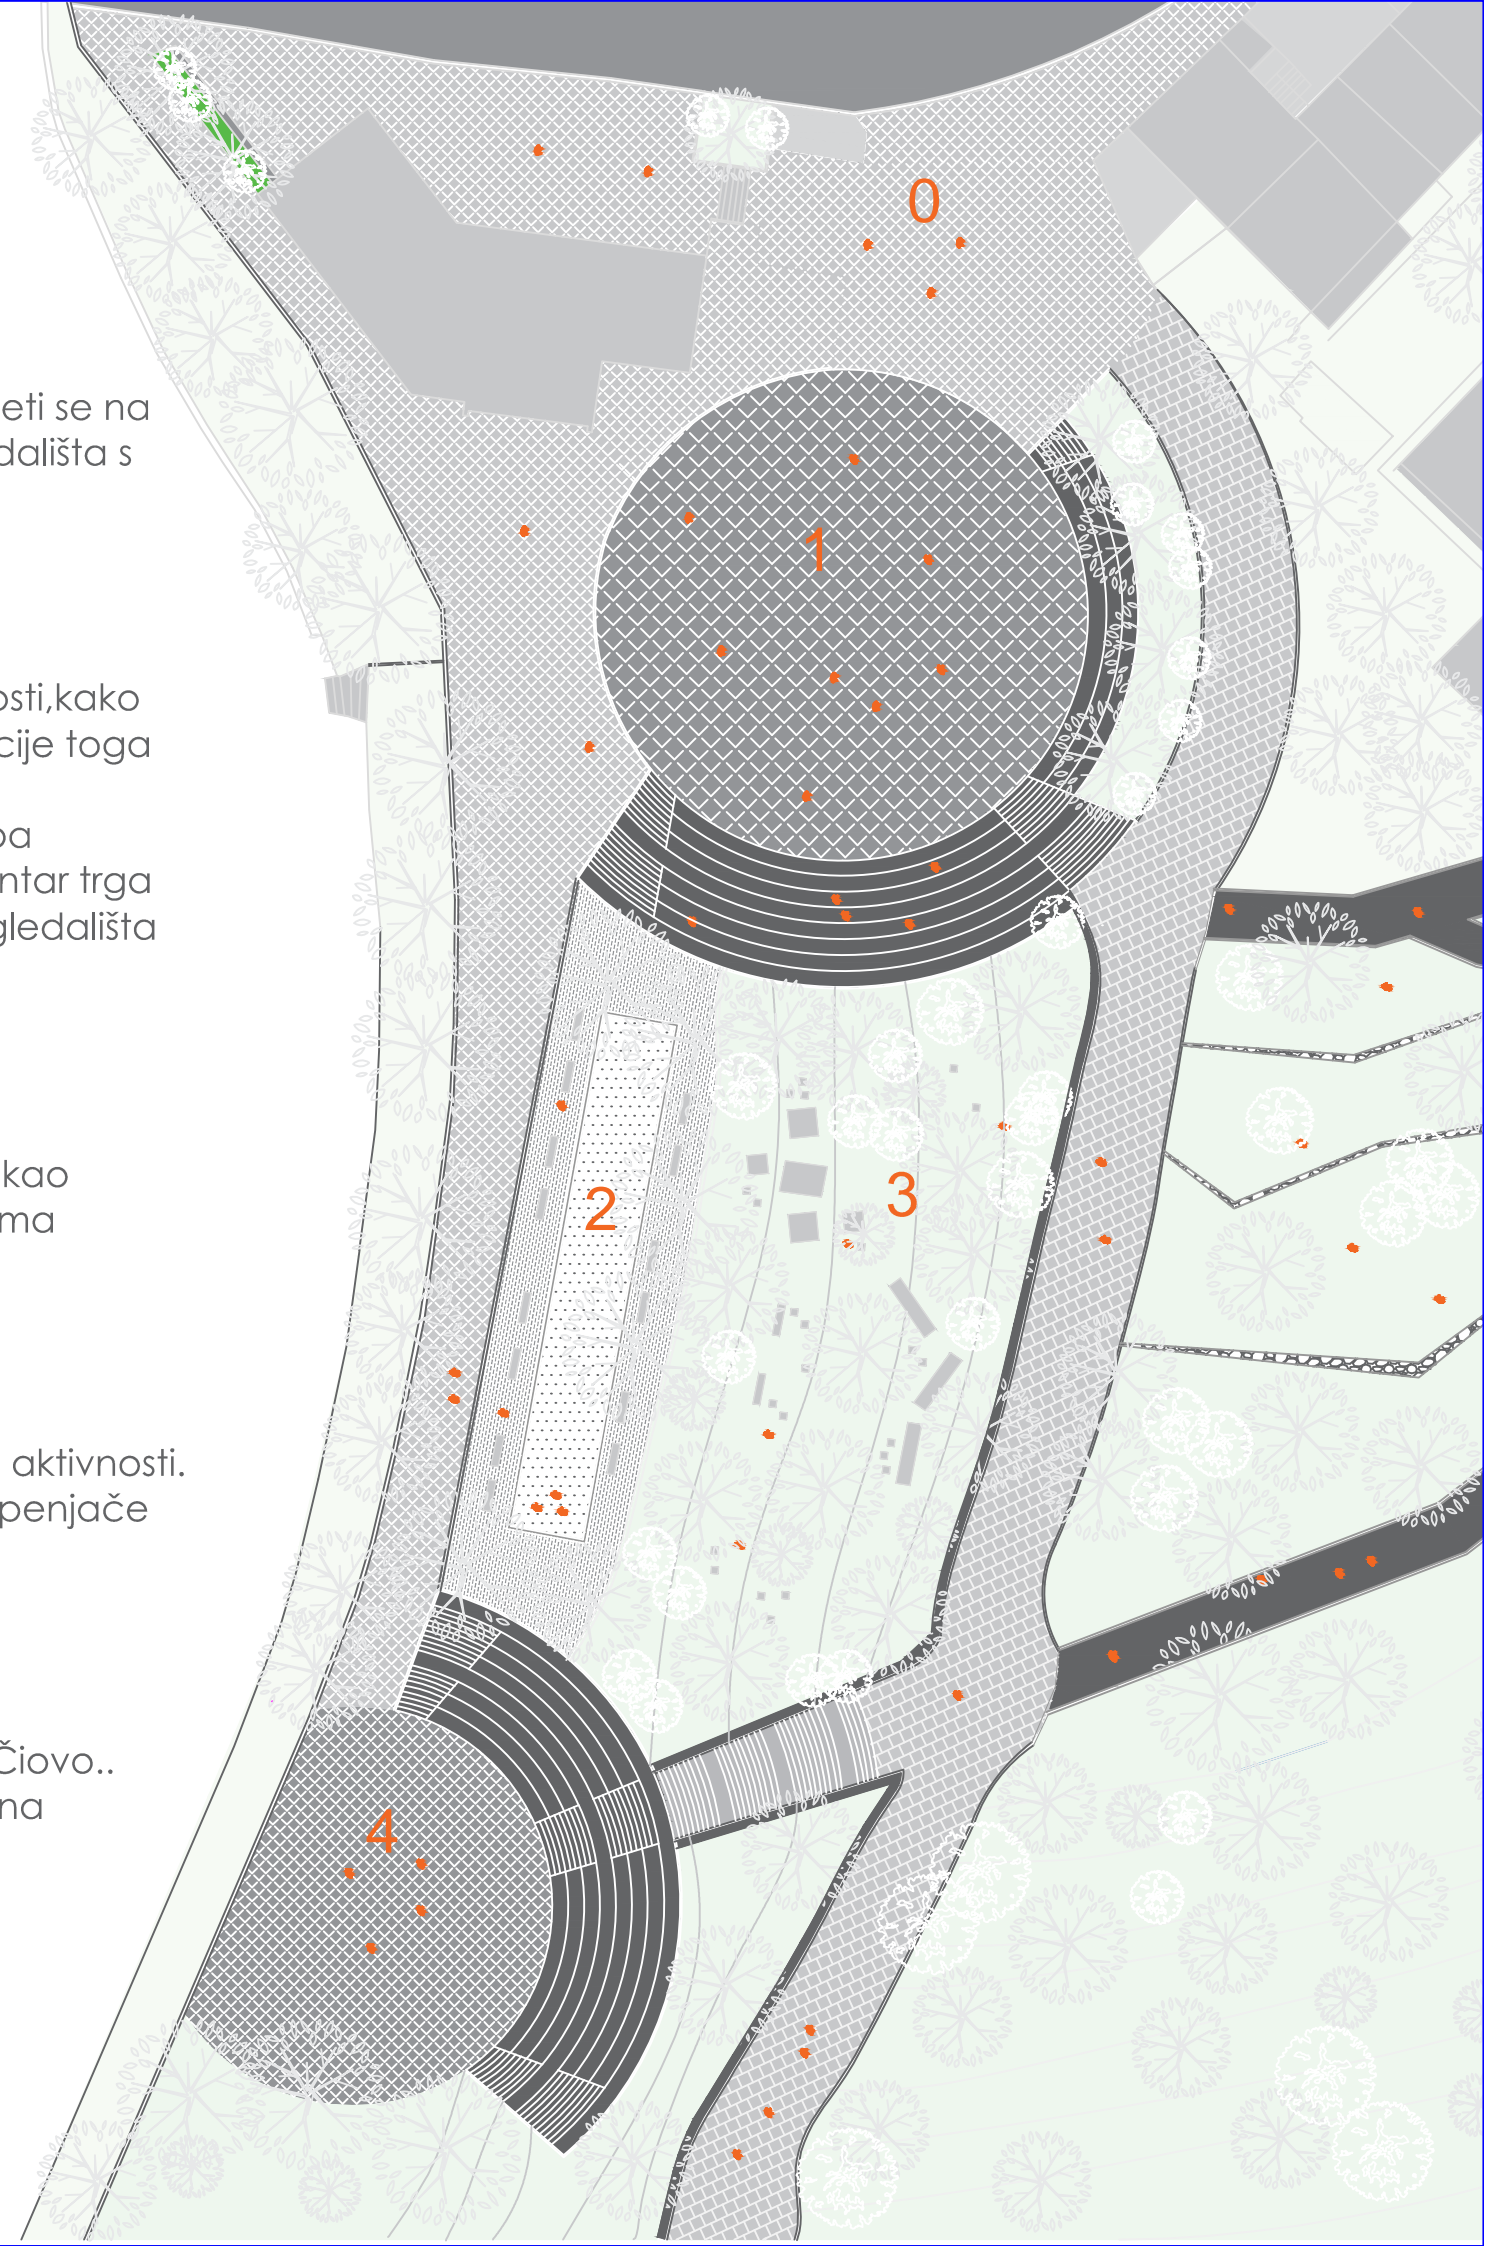 0
eti se na
dališta s
1
osti,kako
cije toga
pa
ntar trga
gledališta
kao
ma
2
3
aktivnosti.
penjače
Čiovo..
na
4